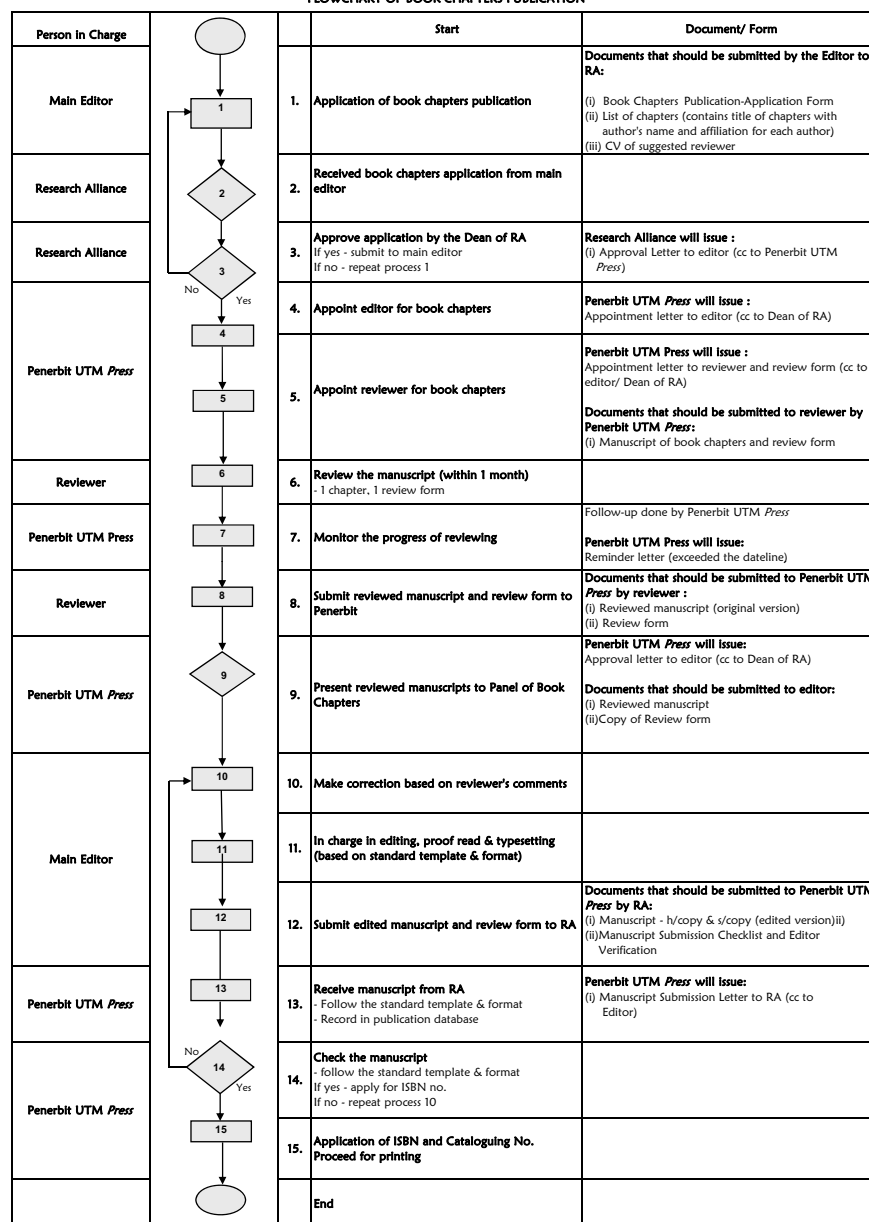 FLOWCHART OF BOOK CHAPTERS PUBLICATION
Person in Charge
Start
Document/ Form
Main Editor
1
1.
Application of book chapters publication
Documents that should be submitted by the Editor to
RA:
(i) Book Chapters Publication-Application Form
(ii) List of chapters (contains title of chapters with
author's name and affiliation for each author)
(iii) CV of suggested reviewer
Research Alliance
2
2.
Received book chapters application from main
editor
Research Alliance
3
No
Yes
3.
Approve application by the Dean of RA
If yes - submit to main editor
If no - repeat process 1
Research Alliance will issue :
(i) Approval Letter to editor (cc to Penerbit UTM
Press)
Penerbit UTM Press
4
4.
Appoint editor for book chapters
Penerbit UTM Press will issue :
Appointment letter to editor (cc to Dean of RA)
5
5.
Appoint reviewer for book chapters
Penerbit UTM Press will issue :
Appointment letter to reviewer and review form (cc to
editor/ Dean of RA)
Documents that should be submitted to reviewer by
Penerbit UTM Press:
(i) Manuscript of book chapters and review form
Reviewer
6
6.
Review the manuscript (within 1 month)
- 1 chapter, 1 review form
Penerbit UTM Press
7
7.
Monitor the progress of reviewing
Follow-up done by Penerbit UTM Press
Penerbit UTM Press will issue:
Reminder letter (exceeded the dateline)
Reviewer
8
8.
Submit reviewed manuscript and review form to
Penerbit
Documents that should be submitted to Penerbit UTM
Press by reviewer :
(i) Reviewed manuscript (original version)
(ii) Review form
Penerbit UTM Press
9
9.
Present reviewed manuscripts to Panel of Book
Chapters
Penerbit UTM Press will issue:
Approval letter to editor (cc to Dean of RA)
Documents that should be submitted to editor:
(i) Reviewed manuscript
(ii)Copy of Review form
Main Editor
10
10.
Make correction based on reviewer's comments
11
11.
In charge in editing, proof read & typesetting
(based on standard template & format)
12
12.
Submit edited manuscript and review form to RA
Documents that should be submitted to Penerbit UTM
Press by RA:
(i) Manuscript - h/copy & s/copy (edited version)ii)
(ii)Manuscript Submission Checklist and Editor
Verification
Penerbit UTM Press
13
13.
Receive manuscript from RA
- Follow the standard template & format
- Record in publication database
Penerbit UTM Press will issue:
(i) Manuscript Submission Letter to RA (cc to
Editor)
Penerbit UTM Press
No
14
Yes
14.
Check the manuscript
- follow the standard template & format
If yes - apply for ISBN no.
If no - repeat process 10
15
15.
Application of ISBN and Cataloguing No.
Proceed for printing
End